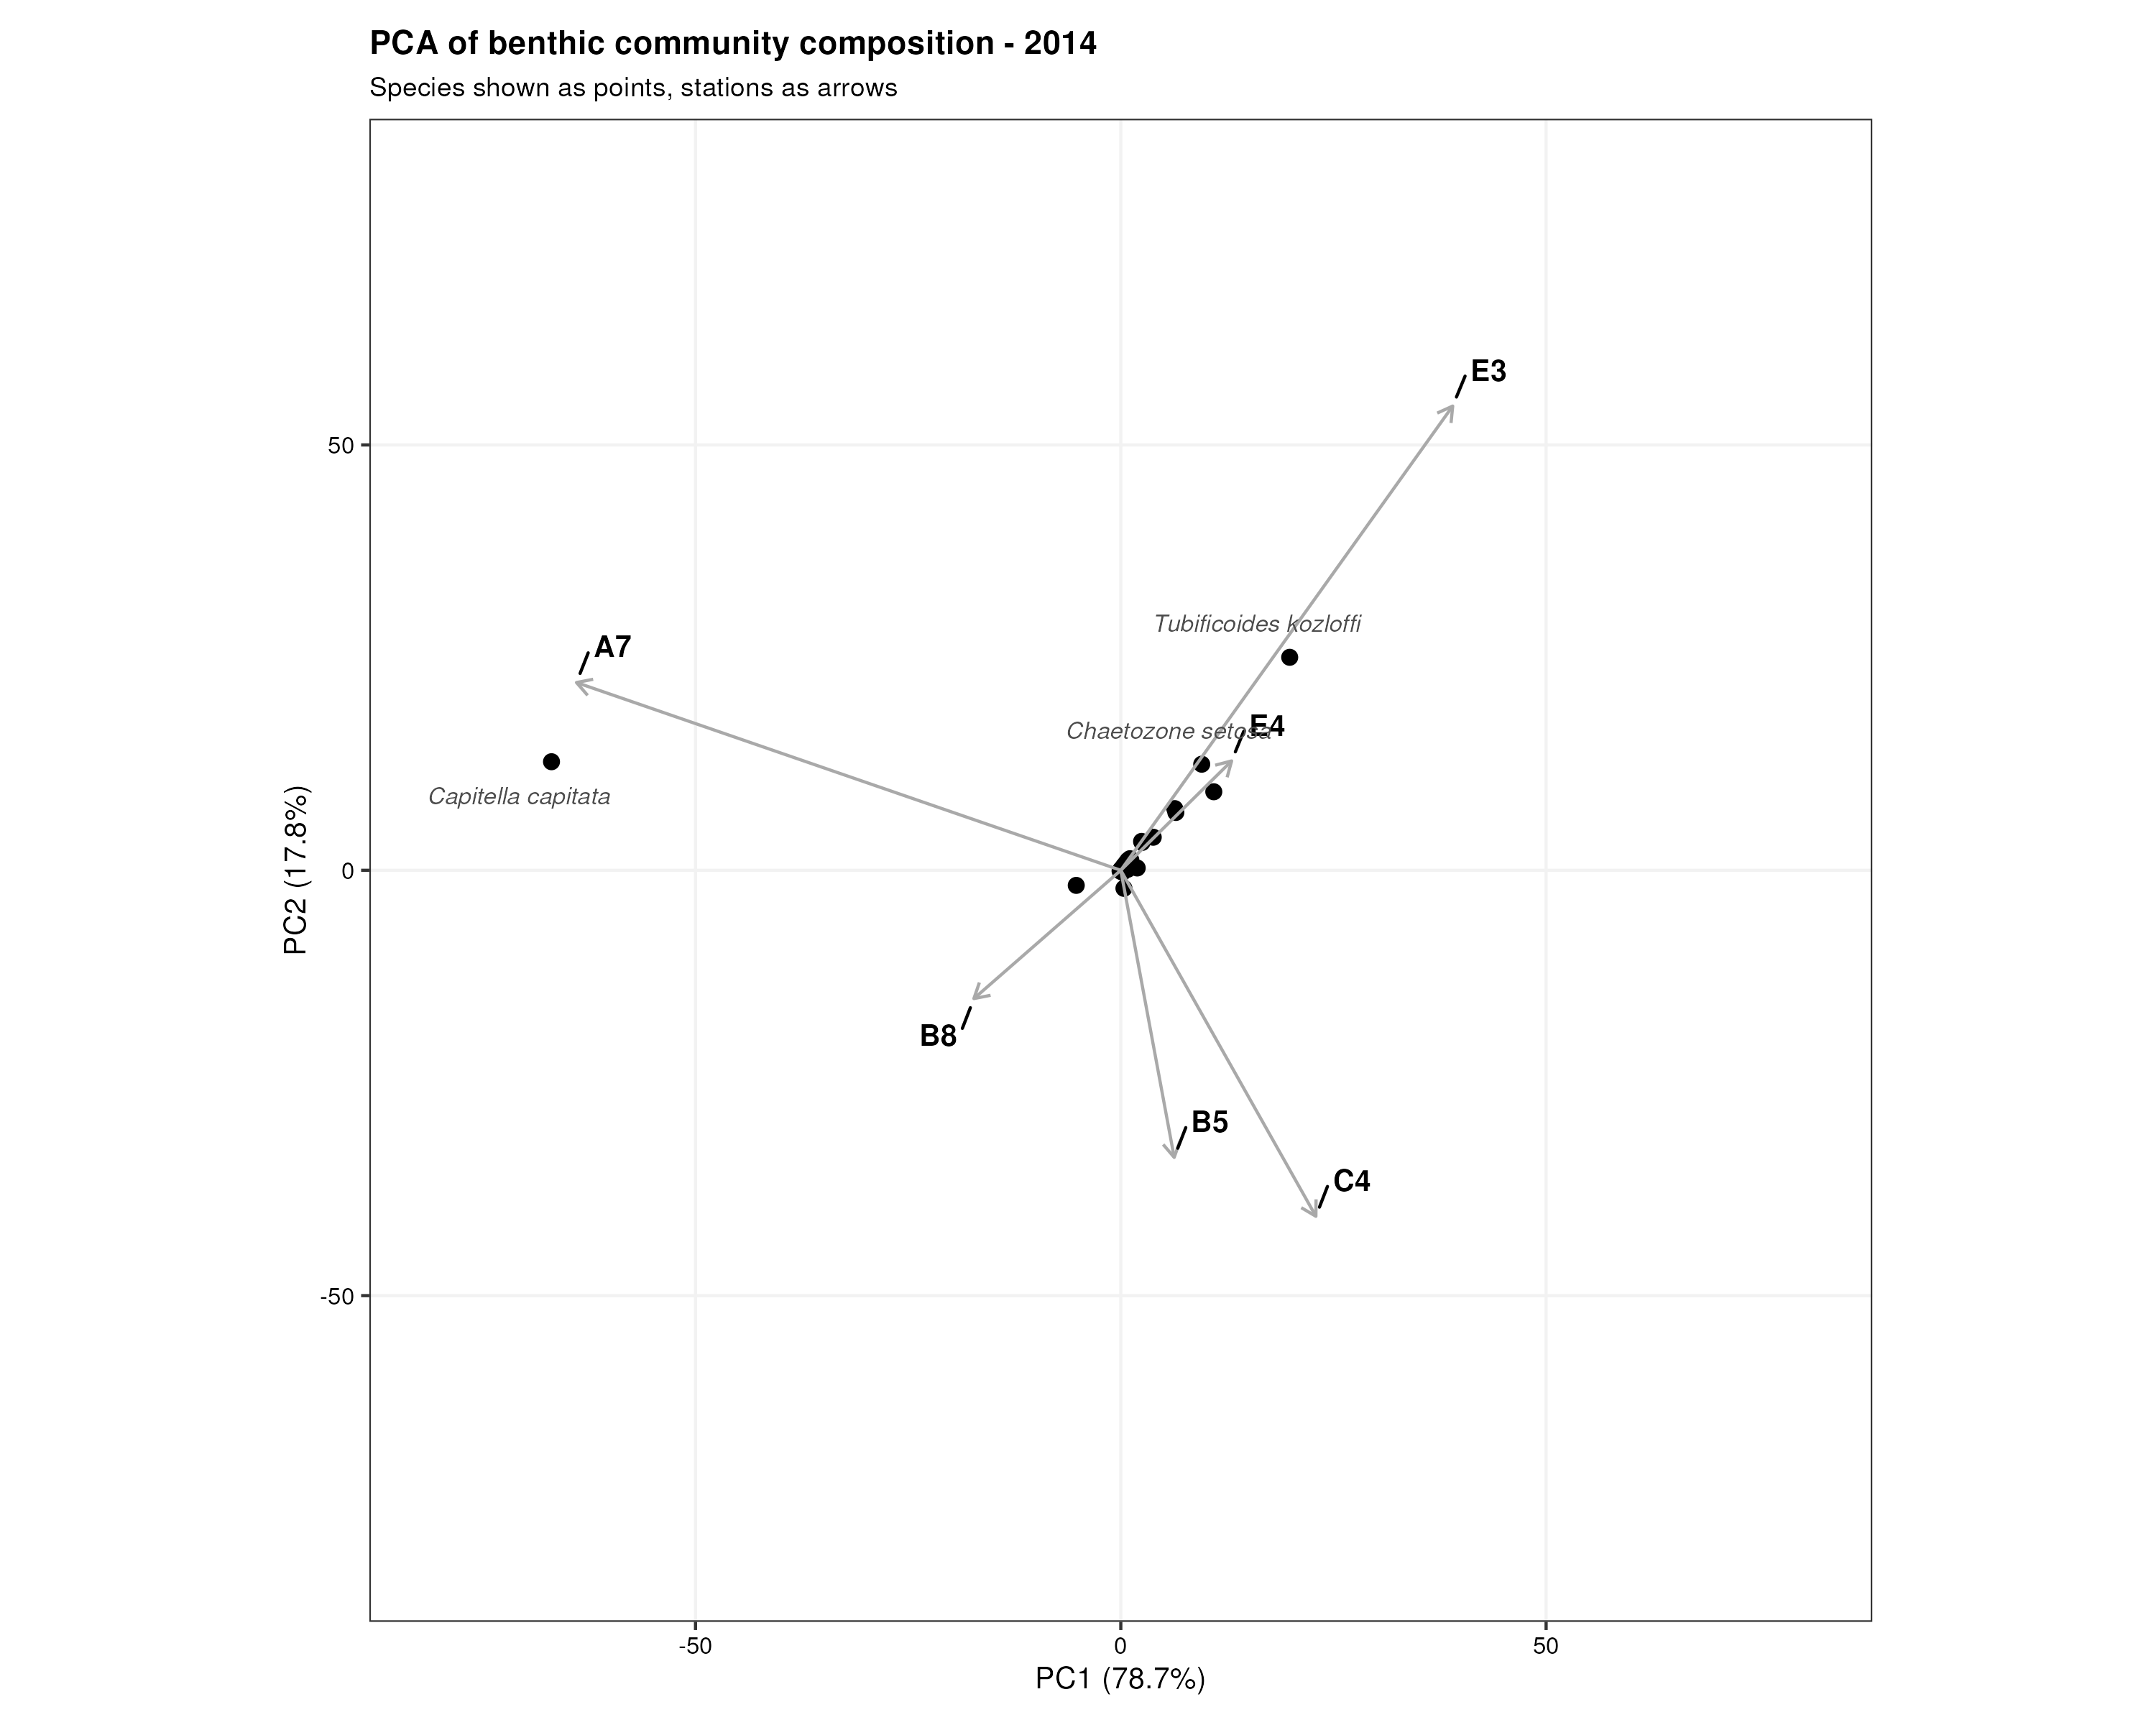 PCA of benthic community composition - 2014
Species shown as points, stations as arrows
E3
50
Tubificoides kozloffi
A7
Chaetozone setosa
E4
Capitella capitata
0
B8
B5
C4
-50
-50
0
50
PC1 (78.7%)
PC2 (17.8%)